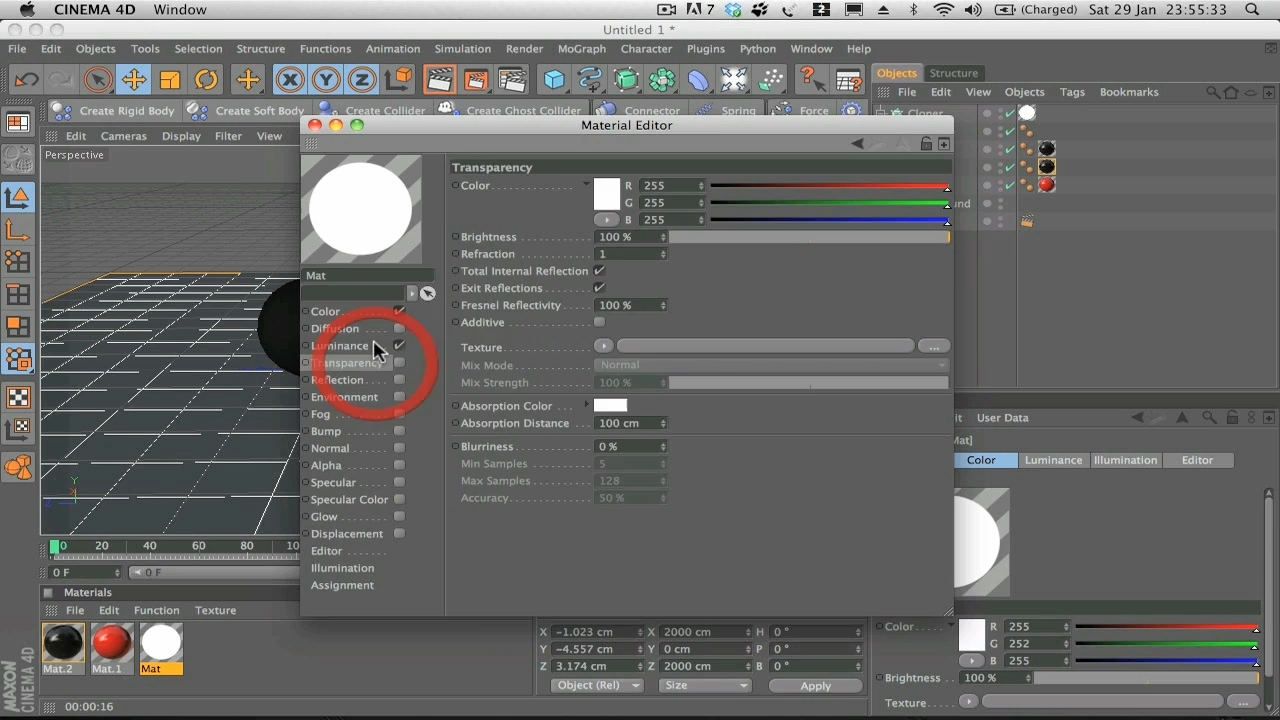 CINEMA 4D Window 7 (Charged) Sat 29 Jan 23:55:33
Untitled 1 *
File Edit Objects Tools Selection Structure Functions Animation Simulation Render MoGraph Character Plugins Python Window Help
X Y Z
Objects Structure
File Edit View Objects Tags Bookmarks
Create Rigid Body Create Soft Body Create Collider Create Ghost Collider Connector Spring Force
Cloner
Edit Cameras Display Filter View
Perspective
Material Editor
Transparency
Color R 255
G 255
B 255
Brightness 100 %
Refraction 1
Total Internal Reflection
Exit Reflections
Fresnel Reflectivity 100 %
Additive
Texture ...
Mix Mode Normal
Mix Strength 100 %
Absorption Color
Absorption Distance 100 cm
Blurriness 0 %
Min Samples 5
Max Samples 128
Accuracy 50 %
Mat
Color
Diffusion
Luminance
Transparency
Reflection
Environment
Fog
Bump
Normal
Alpha
Specular
Specular Color
Glow
Displacement
Editor
Illumination
Assignment
ound
it User Data
Mat]
Color Luminance Illumination Editor
Color R 255
G 252
B 255
Brightness 100 %
Texture ...
Y
Z
0 20 40 60 80 10
0 F 0 F
Materials
File Edit Function Texture
Mat.2 Mat.1 Mat
X -1.023 cm X 2000 cm H 0 °
Y -4.557 cm Y 0 cm P 0 °
Z 3.174 cm Z 2000 cm B 0 °
Object (Rel) Size Apply
MAXON CINEMA 4D
00:00:16